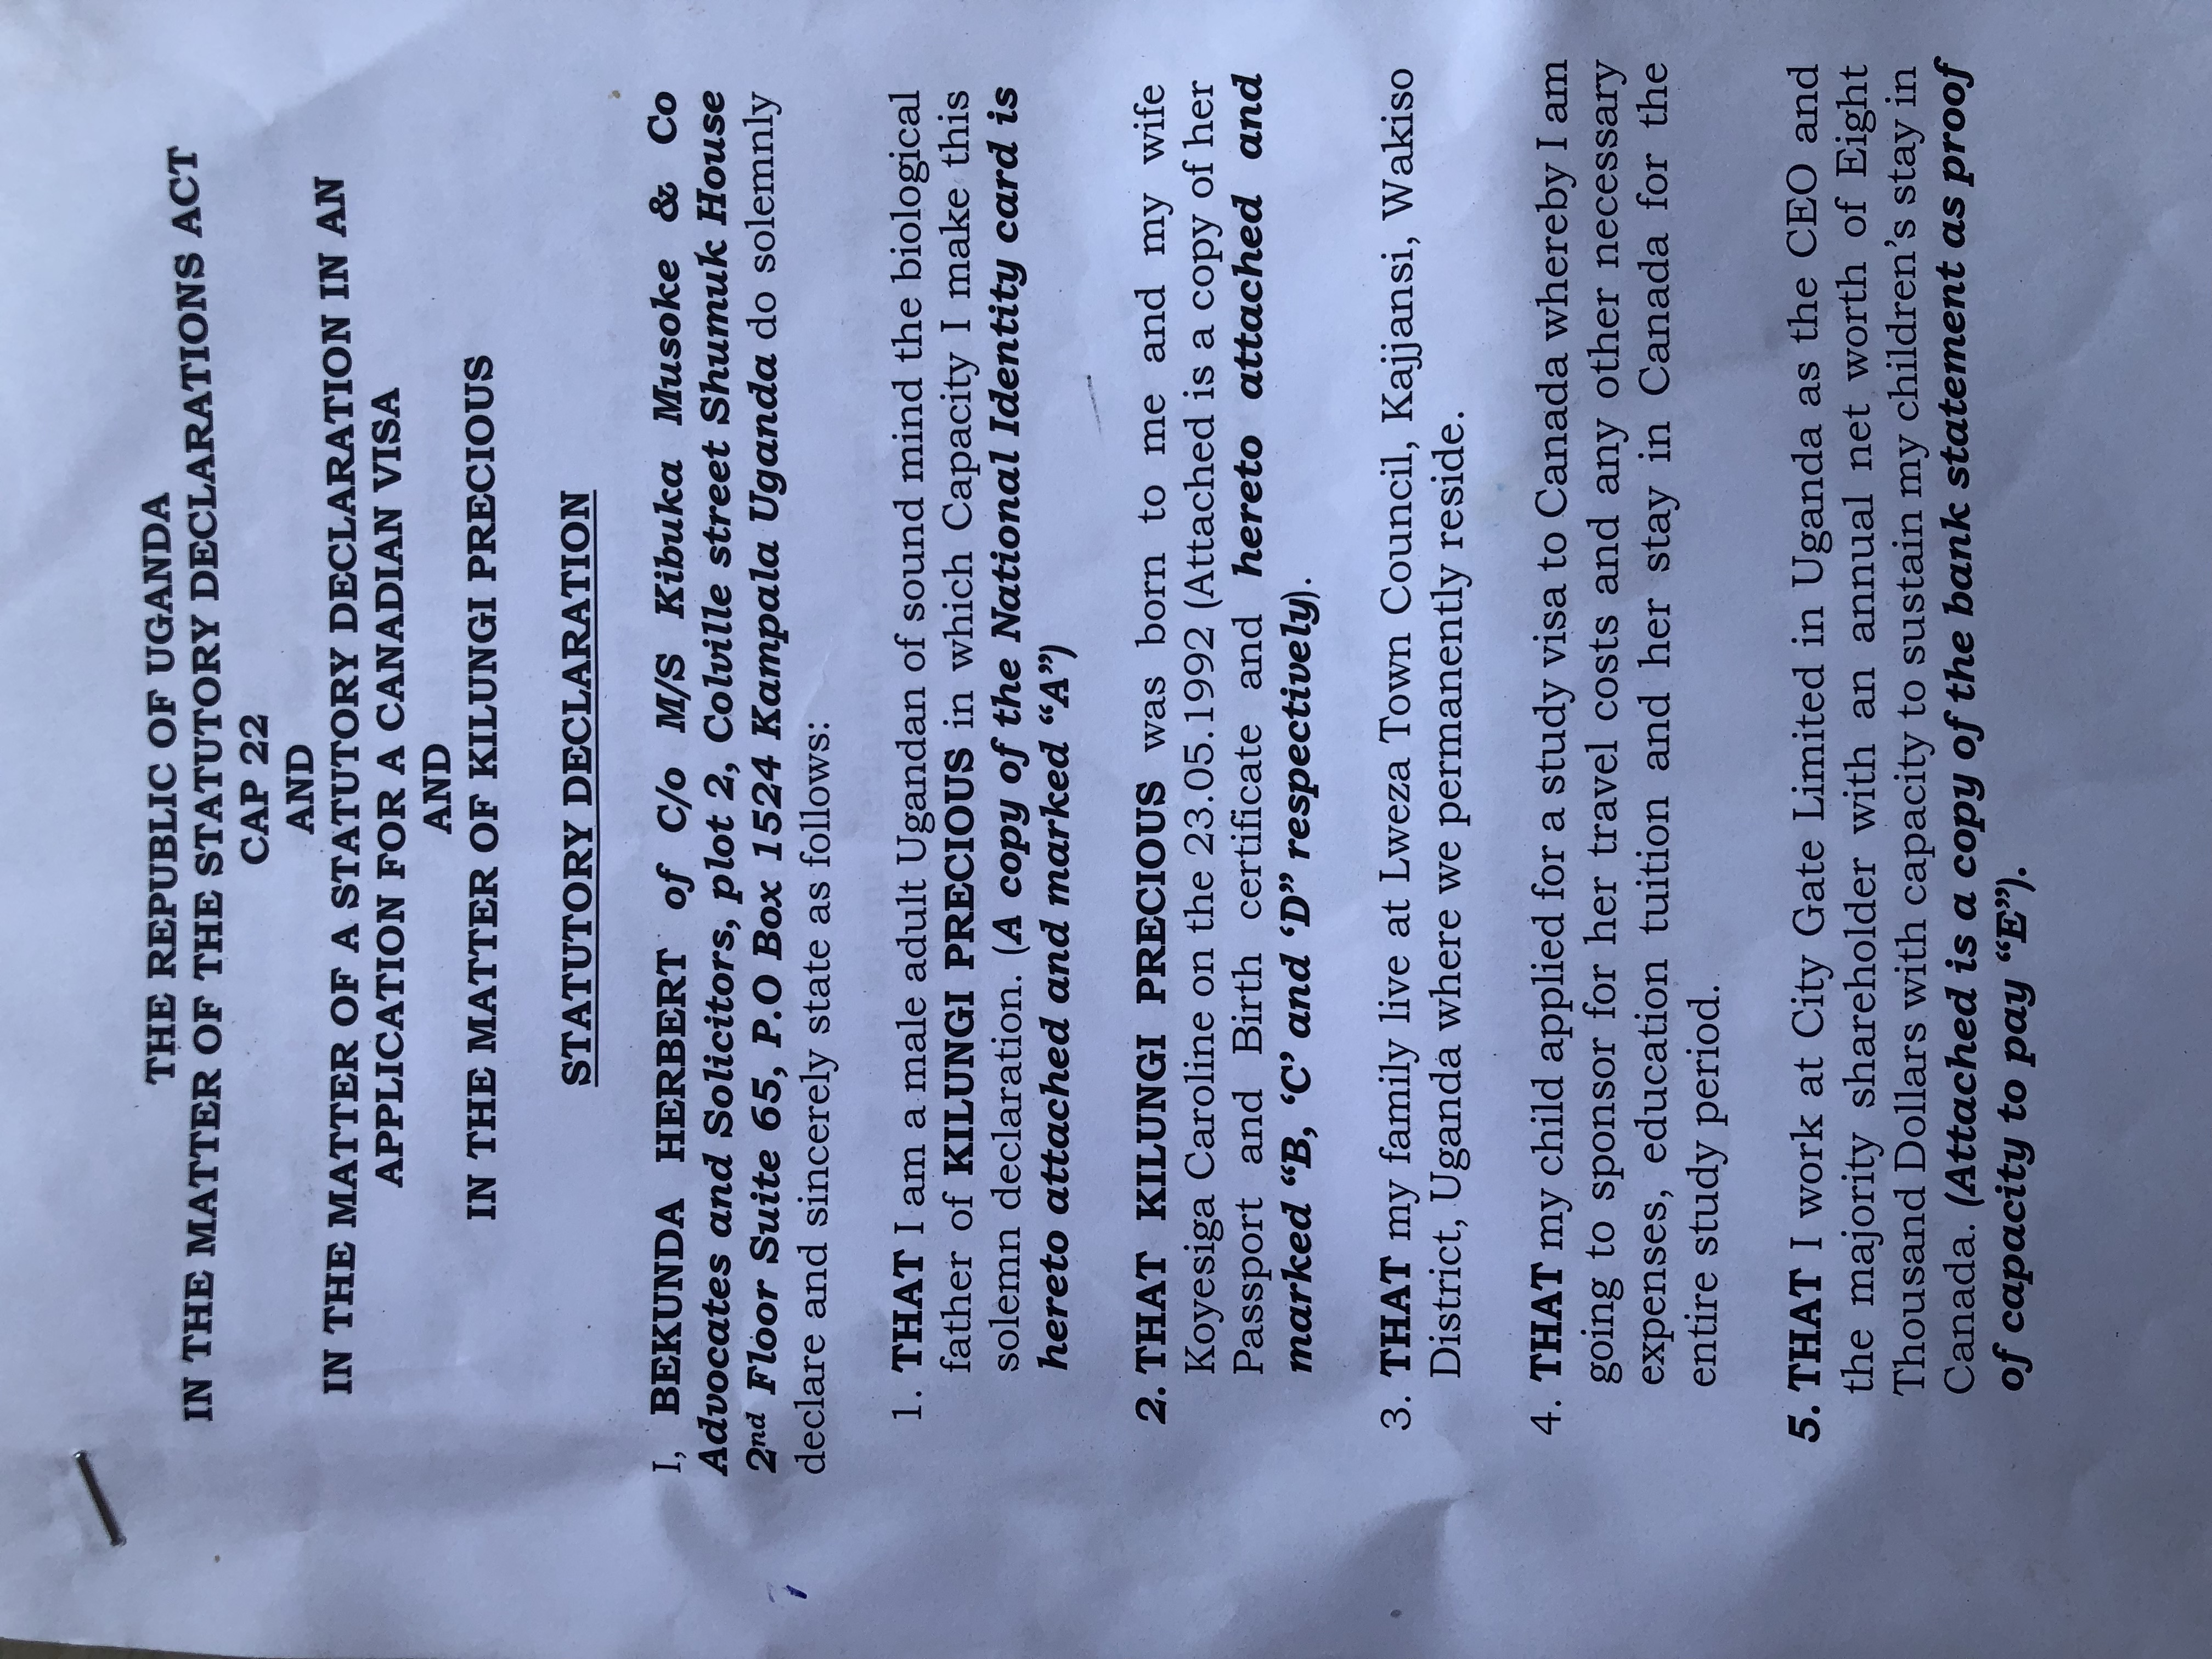 THE REPUBLIC OF UGANDA
IN THE MATTER OF THE STATUTORY DECLARATIONS ACT
CAP 22
AND
IN THE MATTER OF A STATUTORY DECLARATION IN AN
APPLICATION FOR A CANADIAN VISA
AND
IN THE MATTER OF KILUNGI PRECIOUS
STATUTORY DECLARATION
I, BEKUNDA HERBERT of C/o M/S Kibuka Musoke & Co
Advocates and Solicitors, plot 2, Colville street Shumuk House
2nd Floor Suite 65, P.O Box 1524 Kampala Uganda do solemnly
declare and sincerely state as follows:
1. THAT I am a male adult Ugandan of sound mind the biological
father of KILUNGI PRECIOUS in which Capacity I make this
solemn declaration. (A copy of the National Identity card is
hereto attached and marked “A”)
2. THAT KILUNGI PRECIOUS was born to me and my wife
Koyesiga Caroline on the 23.05.1992 (Attached is a copy of her
Passport and Birth certificate and hereto attached and
marked “B, ‘C’ and ‘D” respectively).
3. THAT my family live at Lweza Town Council, Kajjansi, Wakiso
District, Uganda where we permanently reside.
4. THAT my child applied for a study visa to Canada whereby I am
going to sponsor for her travel costs and any other necessary
expenses, education tuition and her stay in Canada for the
entire study period.
5. THAT I work at City Gate Limited in Uganda as the CEO and
the majority shareholder with an annual net worth of Eight
Thousand Dollars with capacity to sustain my children’s stay in
Canada. (Attached is a copy of the bank statement as proof
of capacity to pay “E”).